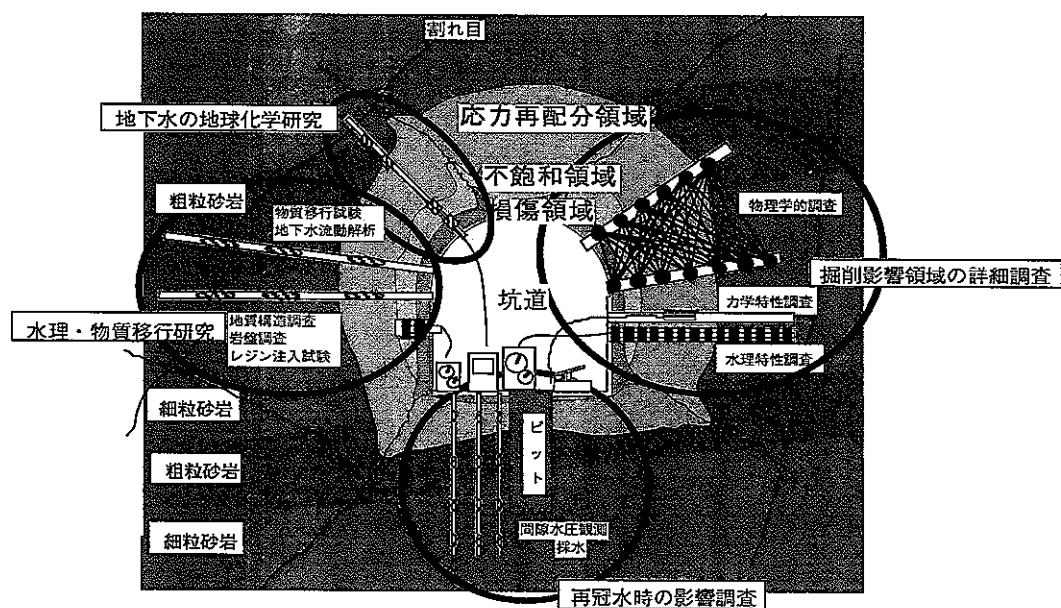 割れ目
地下水の地球化学研究
応力再配分領域
不飽和領域
損傷領域
粗粒砂岩
物質移行試験
地下水流動解析
物理学的調査
掘削影響領域の詳細調査
坑道
力学特性調査
水理・物質移行研究
地質構造調査
岩盤調査
レジン注入試験
水理特性調査
細粒砂岩
ピット
粗粒砂岩
細粒砂岩
間隙水圧観測
採水
再冠水時の影響調査